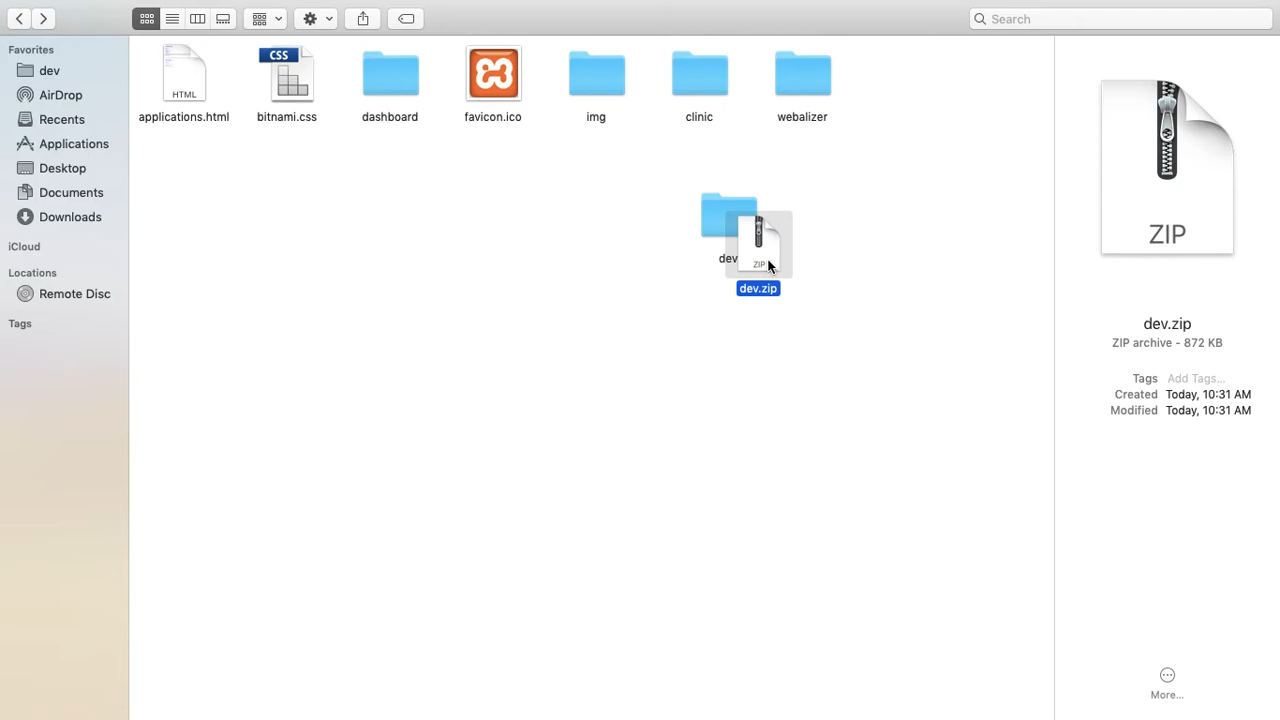 Search
Favorites
dev
AirDrop
Recents
Applications
Desktop
Documents
Downloads
iCloud
Locations
Remote Disc
Tags
HTML
applications.html
CSS
bitnami.css
dashboard
favicon.ico
img
clinic
webalizer
dev
ZIP
dev.zip
ZIP
dev.zip
ZIP archive - 872 KB
Tags Add Tags...
Created Today, 10:31 AM
Modified Today, 10:31 AM
More...